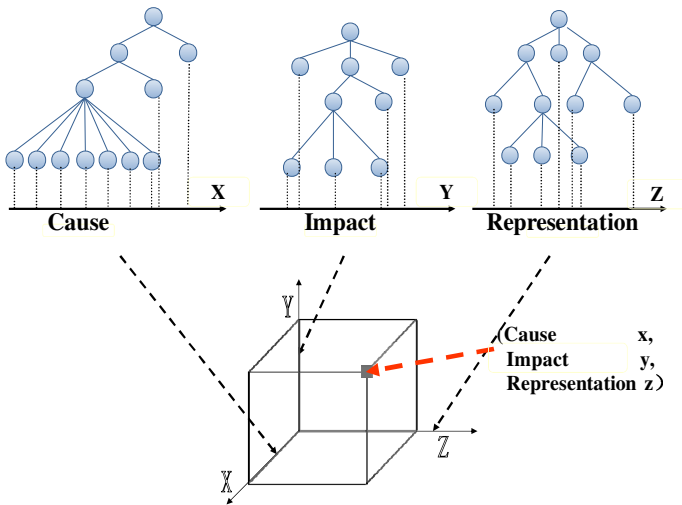 X
Cause
Y
Impact
Z
Representation
Y
X
Z
(Cause x,
Impact y,
Representation z)